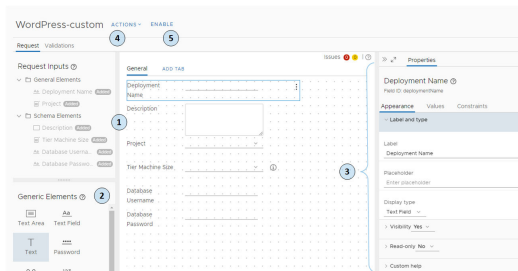 WordPress-custom ACTIONS ENABLE
4 5
Request Validations
Request Inputs
General Elements
Deployment Name Added
Project Added
Schema Elements
Description Added
Tier Machine Size Added
Database Userna... Added
Database Passwo... Added
Generic Elements 2
Text Area Text Field
Text Password
1
Issues
General ADD TAB
Deployment
Name
Description
Project
Tier Machine Size
Database
Username
Database
Password
3
Properties
Deployment Name
Field ID: deploymentName
Appearance Values Constraints
Label and type
Label
Deployment Name
Placeholder
Enter placeholder
Display type
Text Field
Visibility Yes
Read-only No
Custom help